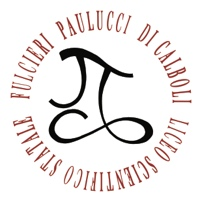 FULCIERI PAULUCCI DI CALBOLI LICEO SCIENTIFICO STATALE